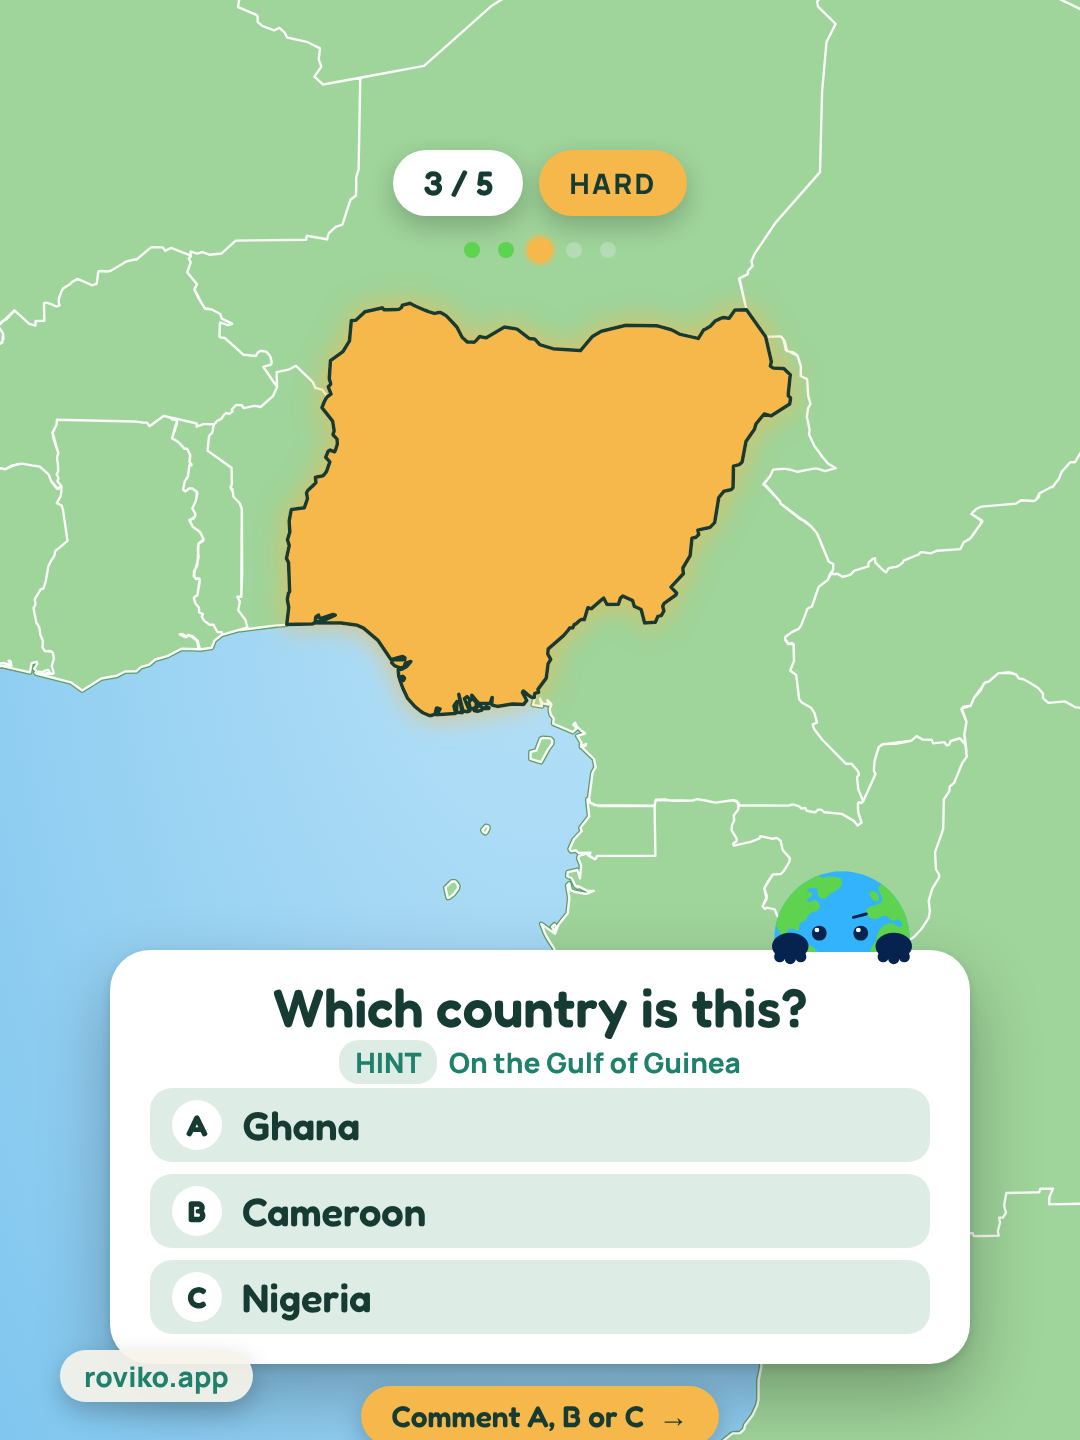 3 / 5
HARD
Which country is this?
HINT On the Gulf of Guinea
A Ghana
B Cameroon
C Nigeria
roviko.app
Comment A, B or C →